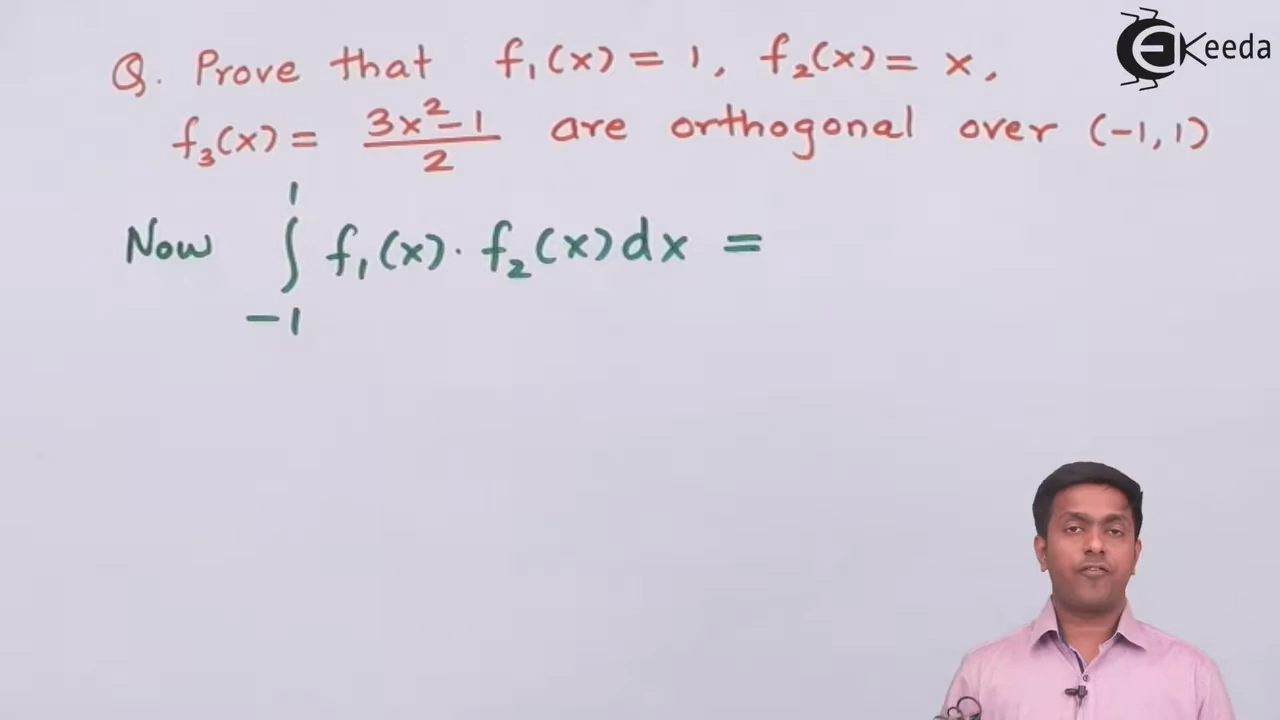 EKeeda
Q. Prove that f₁(x) = 1, f₂(x) = x,
f₃(x) = (3x²-1)/2 are orthogonal over (-1,1)
Now ∫₋₁¹ f₁(x)·f₂(x)dx =